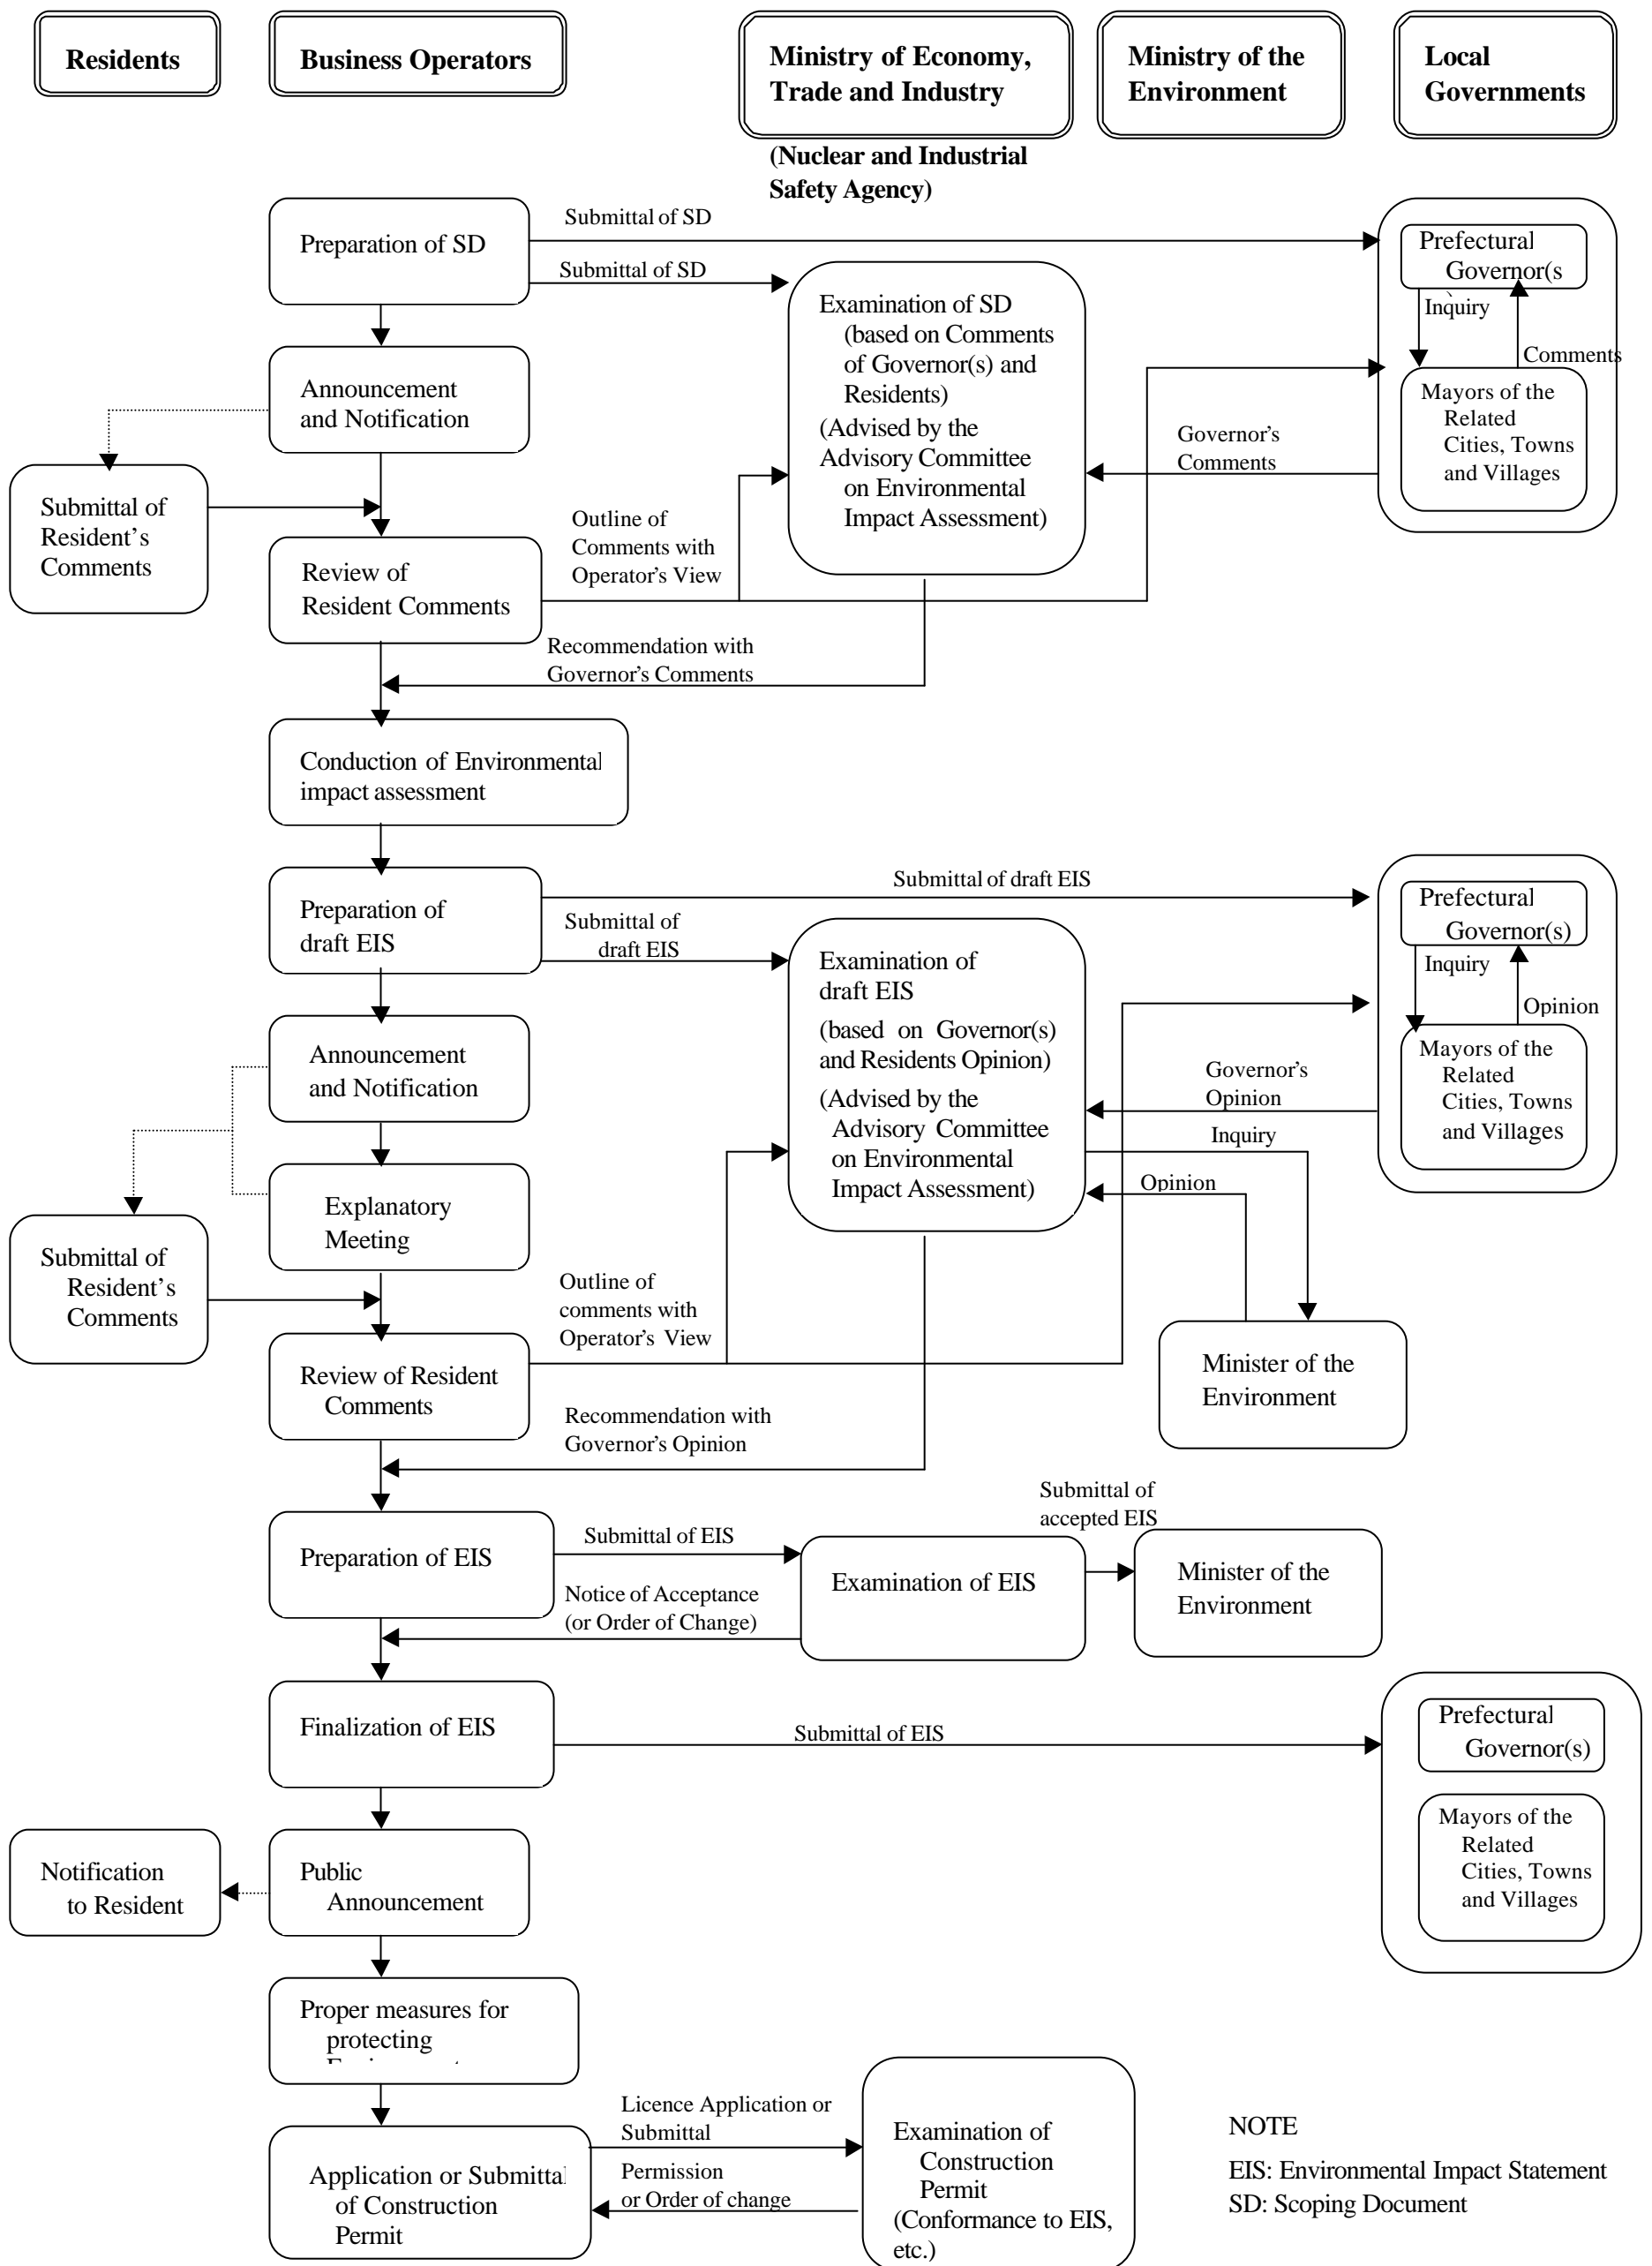 Residents
Business Operators
Ministry of Economy,
Trade and Industry
Ministry of the
Environment
Local
Governments
(Nuclear and Industrial
Safety Agency)
Preparation of SD
Submittal of SD
Submittal of SD
Prefectural
Governor(s
Inquiry
Comments
Mayors of the
Related
Cities, Towns
and Villages
Examination of SD
(based on Comments
of Governor(s) and
Residents)
(Advised by the
Advisory Committee
on Environmental
Impact Assessment)
Announcement
and Notification
Governor's
Comments
Submittal of
Resident's
Comments
Outline of
Comments with
Operator's View
Review of
Resident Comments
Recommendation with
Governor's Comments
Conduction of Environmental
impact assessment
Preparation of
draft EIS
Submittal of draft EIS
Submittal of
draft EIS
Prefectural
Governor(s)
Inquiry
Opinion
Mayors of the
Related
Cities, Towns
and Villages
Examination of
draft EIS
(based on Governor(s)
and Residents Opinion)
(Advised by the
Advisory Committee
on Environmental
Impact Assessment)
Announcement
and Notification
Governor's
Opinion
Inquiry
Opinion
Explanatory
Meeting
Submittal of
Resident's
Comments
Outline of
comments with
Operator's View
Minister of the
Environment
Review of Resident
Comments
Recommendation with
Governor's Opinion
Submittal of
accepted EIS
Preparation of EIS
Submittal of EIS
Notice of Acceptance
(or Order of Change)
Examination of EIS
Minister of the
Environment
Finalization of EIS
Submittal of EIS
Prefectural
Governor(s)
Mayors of the
Related
Cities, Towns
and Villages
Notification
to Resident
Public
Announcement
Proper measures for
protecting
Application or Submittal
of Construction
Permit
Licence Application or
Submittal
Permission
or Order of change
Examination of
Construction
Permit
(Conformance to EIS,
etc.)
NOTE
EIS: Environmental Impact Statement
SD: Scoping Document